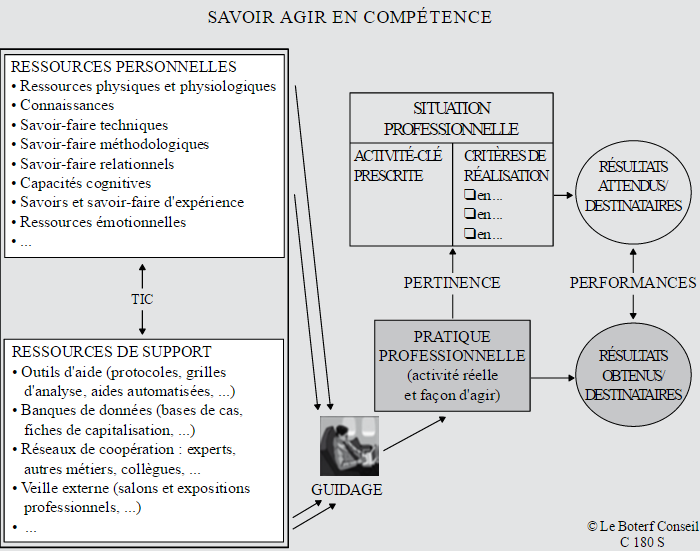 SAVOIR AGIR EN COMPÉTENCE
RESSOURCES PERSONNELLES
• Ressources physiques et physiologiques
• Connaissances
• Savoir-faire techniques
• Savoir-faire méthodologiques
• Savoir-faire relationnels
• Capacités cognitives
• Savoirs et savoir-faire d'expérience
• Ressources émotionnelles
• ...
TIC
RESSOURCES DE SUPPORT
• Outils d'aide (protocoles, grilles
d'analyse, aides automatisées, ...)
• Banques de données (bases de cas,
fiches de capitalisation, ...)
• Réseaux de coopération : experts,
autres métiers, collègues, ...
• Veille externe (salons et expositions
professionnels, ...)
• ...
GUIDAGE
SITUATION
PROFESSIONNELLE
ACTIVITÉ-CLÉ
PRESCRITE
CRITÈRES DE
RÉALISATION
❑en...
❑en...
❑en...
RÉSULTATS
ATTENDUS/
DESTINATAIRES
PERTINENCE
PERFORMANCES
PRATIQUE
PROFESSIONNELLE
(activité réelle
et façon d'agir)
RÉSULTATS
OBTENUS/
DESTINATAIRES
© Le Boterf Conseil
C 180 S